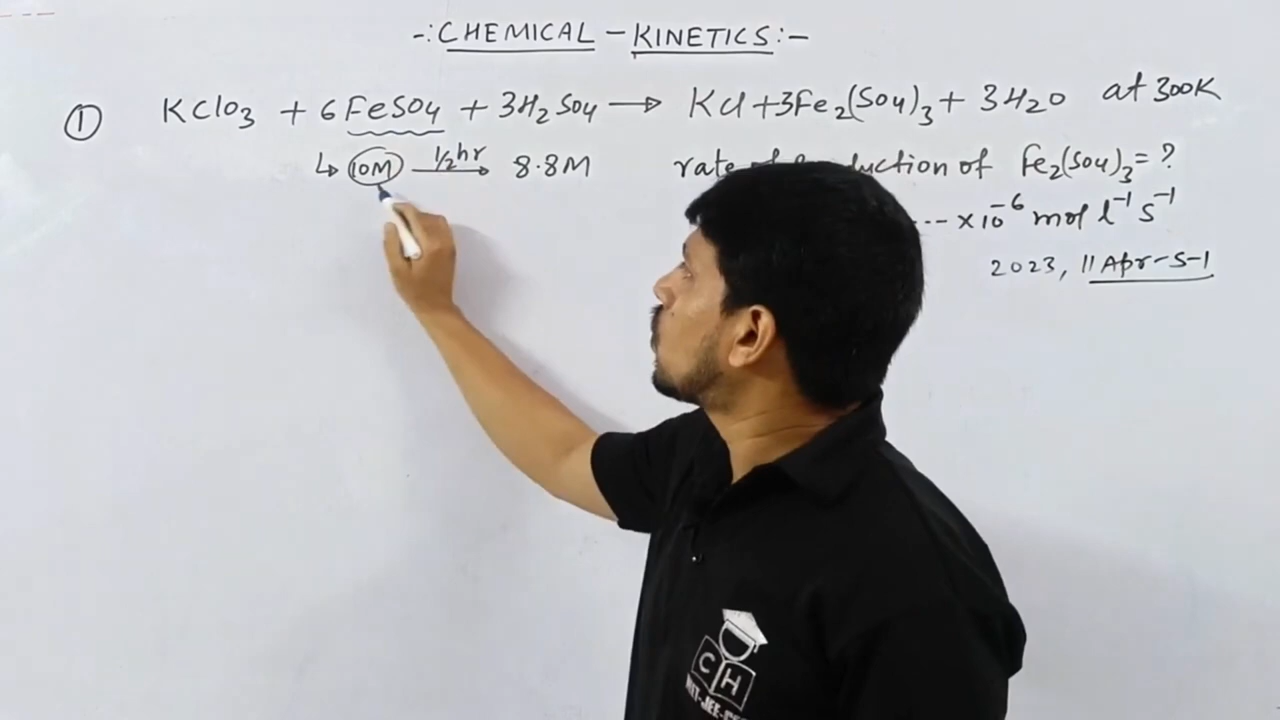 -: CHEMICAL - KINETICS :-
① KClO3 + 6 FeSO4 + 3H2SO4 → KCl + 3Fe2(SO4)3 + 3H2O at 300K
↳ 10M 1/2hr → 8.8M rate of of Fe2(SO4)3 = ?
--- × 10^-6 mol l^-1 s^-1
2023, 11 Apr-S-1
C H